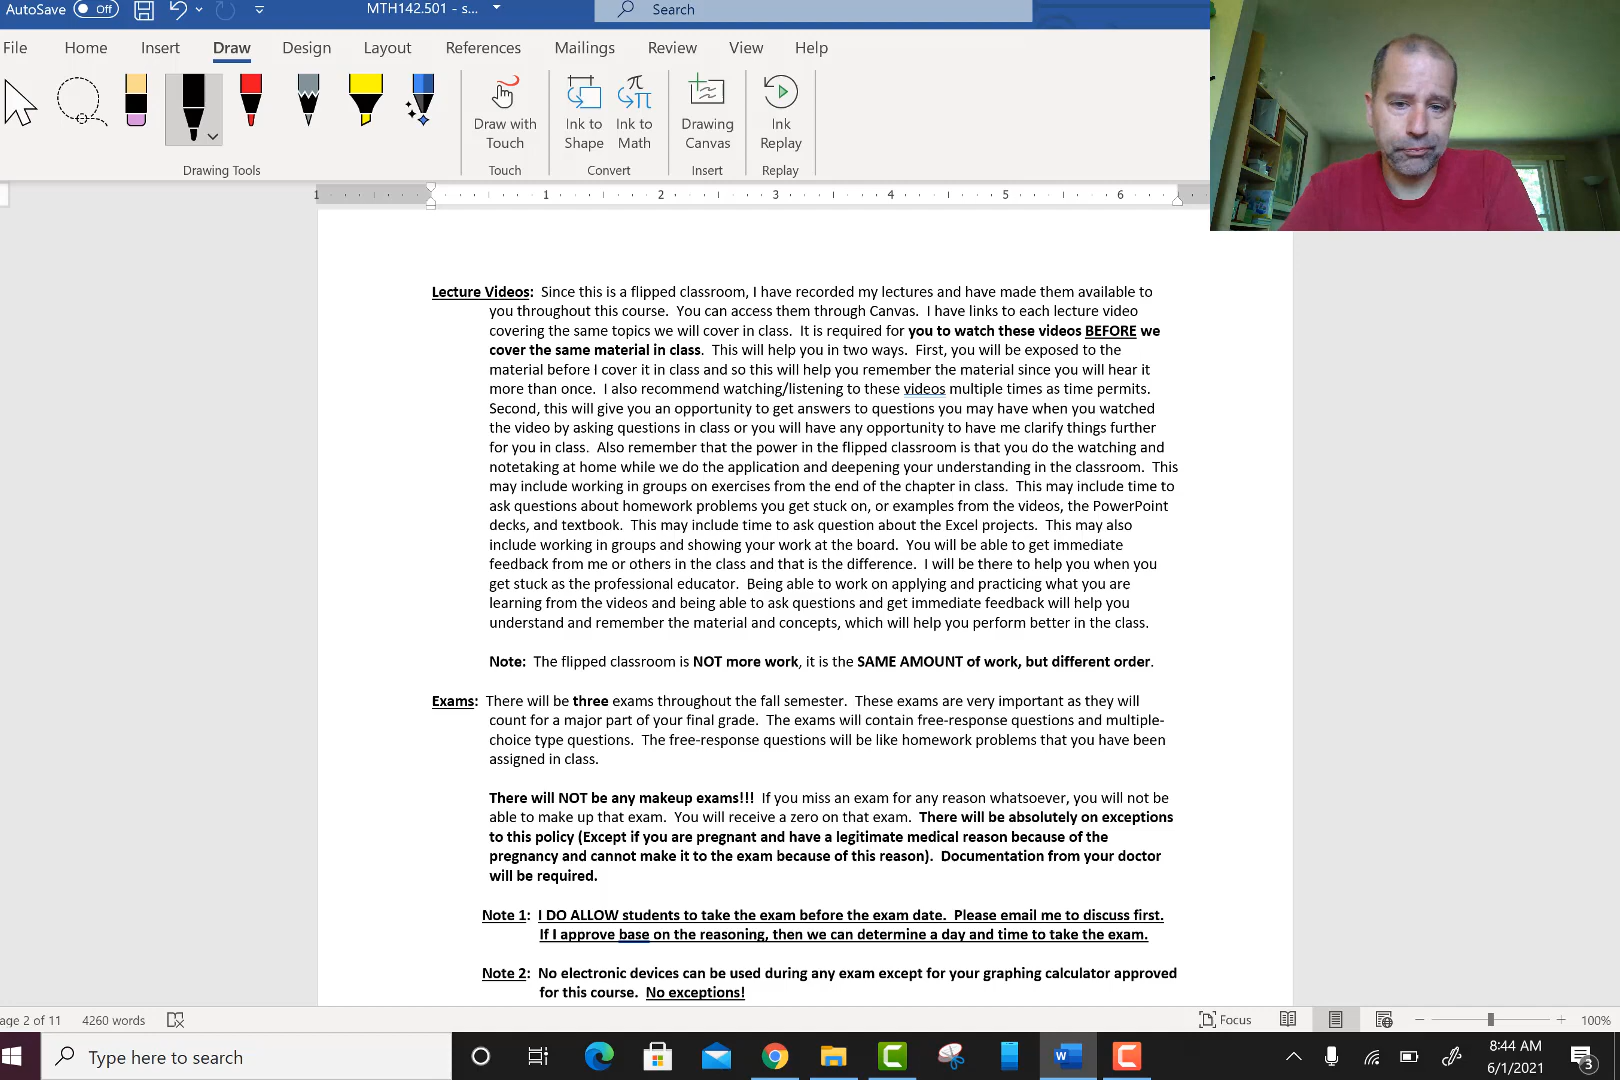 AutoSave Off MTH142.501 - s... Search
File Home Insert Draw Design Layout References Mailings Review View Help
Draw with Touch Ink to Shape Ink to Math Drawing Canvas Ink Replay
Drawing Tools Touch Convert Insert Replay
1 1 2 3 4 5 6
Lecture Videos: Since this is a flipped classroom, I have recorded my lectures and have made them available to
you throughout this course. You can access them through Canvas. I have links to each lecture video
covering the same topics we will cover in class. It is required for you to watch these videos BEFORE we
cover the same material in class. This will help you in two ways. First, you will be exposed to the
material before I cover it in class and so this will help you remember the material since you will hear it
more than once. I also recommend watching/listening to these videos multiple times as time permits.
Second, this will give you an opportunity to get answers to questions you may have when you watched
the video by asking questions in class or you will have any opportunity to have me clarify things further
for you in class. Also remember that the power in the flipped classroom is that you do the watching and
notetaking at home while we do the application and deepening your understanding in the classroom. This
may include working in groups on exercises from the end of the chapter in class. This may include time to
ask questions about homework problems you get stuck on, or examples from the videos, the PowerPoint
decks, and textbook. This may include time to ask question about the Excel projects. This may also
include working in groups and showing your work at the board. You will be able to get immediate
feedback from me or others in the class and that is the difference. I will be there to help you when you
get stuck as the professional educator. Being able to work on applying and practicing what you are
learning from the videos and being able to ask questions and get immediate feedback will help you
understand and remember the material and concepts, which will help you perform better in the class.
Note: The flipped classroom is NOT more work, it is the SAME AMOUNT of work, but different order.
Exams: There will be three exams throughout the fall semester. These exams are very important as they will
count for a major part of your final grade. The exams will contain free-response questions and multiple-
choice type questions. The free-response questions will be like homework problems that you have been
assigned in class.
There will NOT be any makeup exams!!! If you miss an exam for any reason whatsoever, you will not be
able to make up that exam. You will receive a zero on that exam. There will be absolutely on exceptions
to this policy (Except if you are pregnant and have a legitimate medical reason because of the
pregnancy and cannot make it to the exam because of this reason). Documentation from your doctor
will be required.
Note 1: I DO ALLOW students to take the exam before the exam date. Please email me to discuss first.
If I approve base on the reasoning, then we can determine a day and time to take the exam.
Note 2: No electronic devices can be used during any exam except for your graphing calculator approved
for this course. No exceptions!
age 2 of 11 4260 words Focus 100%
Type here to search 8:44 AM
6/1/2021 3